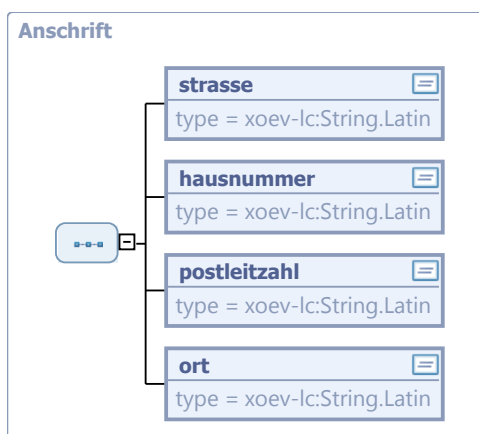 Anschrift
strasse
type = xoev-lc:String.Latin
hausnummer
type = xoev-lc:String.Latin
postleitzahl
type = xoev-lc:String.Latin
ort
type = xoev-lc:String.Latin